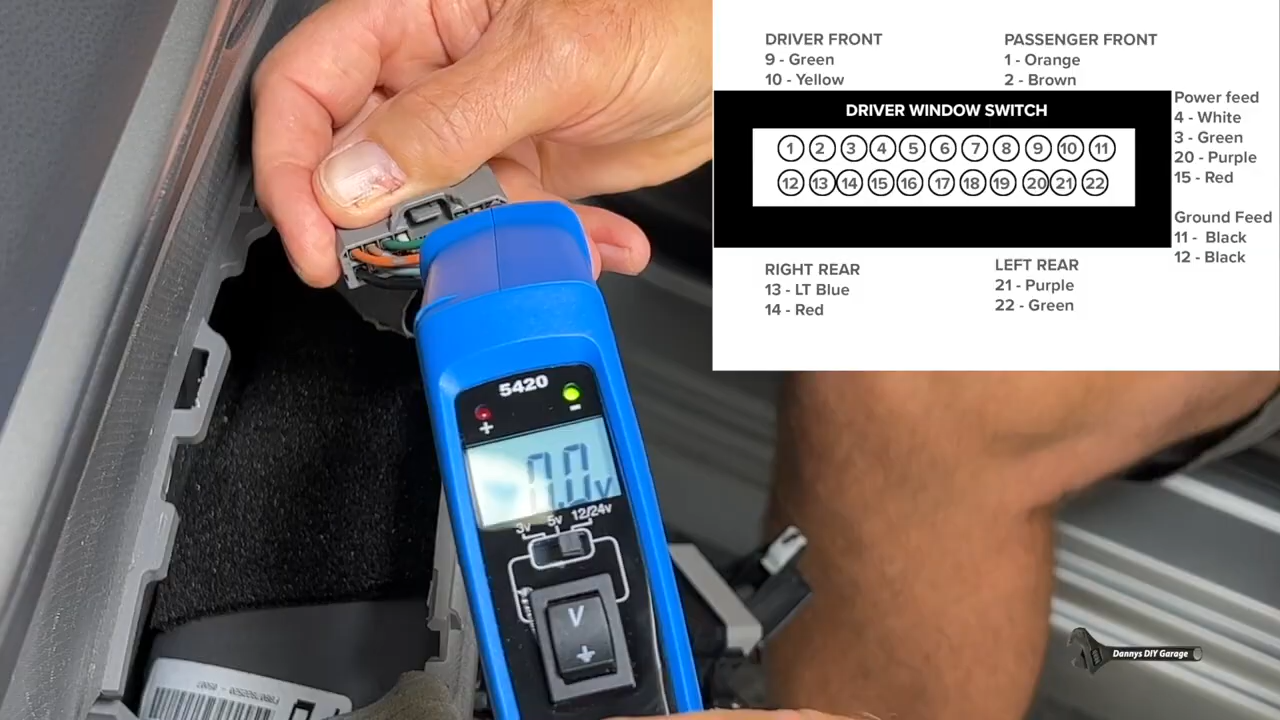 DRIVER FRONT
9 - Green
10 - Yellow
PASSENGER FRONT
1 - Orange
2 - Brown
DRIVER WINDOW SWITCH
1 2 3 4 5 6 7 8 9 10 11
12 13 14 15 16 17 18 19 20 21 22
Power feed
4 - White
3 - Green
20 - Purple
15 - Red
Ground Feed
11 - Black
12 - Black
RIGHT REAR
13 - LT Blue
14 - Red
LEFT REAR
21 - Purple
22 - Green
5420
+ -
0.0v
3v 5v 12/24v
V
Dannys DIY Garage